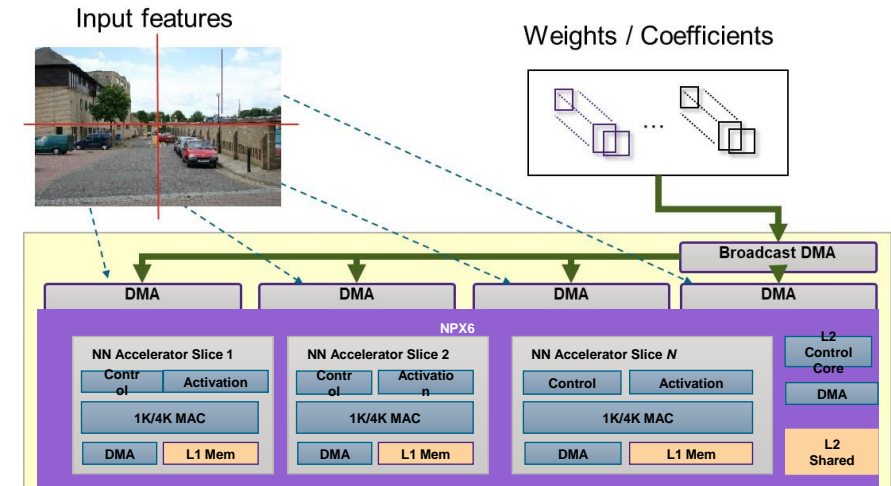 Input features
Weights / Coefficients
...
Broadcast DMA
DMA
DMA
DMA
DMA
NPX6
NN Accelerator Slice 1
Contr
ol
Activation
1K/4K MAC
DMA
L1 Mem
NN Accelerator Slice 2
Contr
ol
Activatio
n
1K/4K MAC
DMA
L1 Mem
NN Accelerator Slice N
Control
Activation
1K/4K MAC
DMA
L1 Mem
L2
Control
Core
DMA
L2
Shared